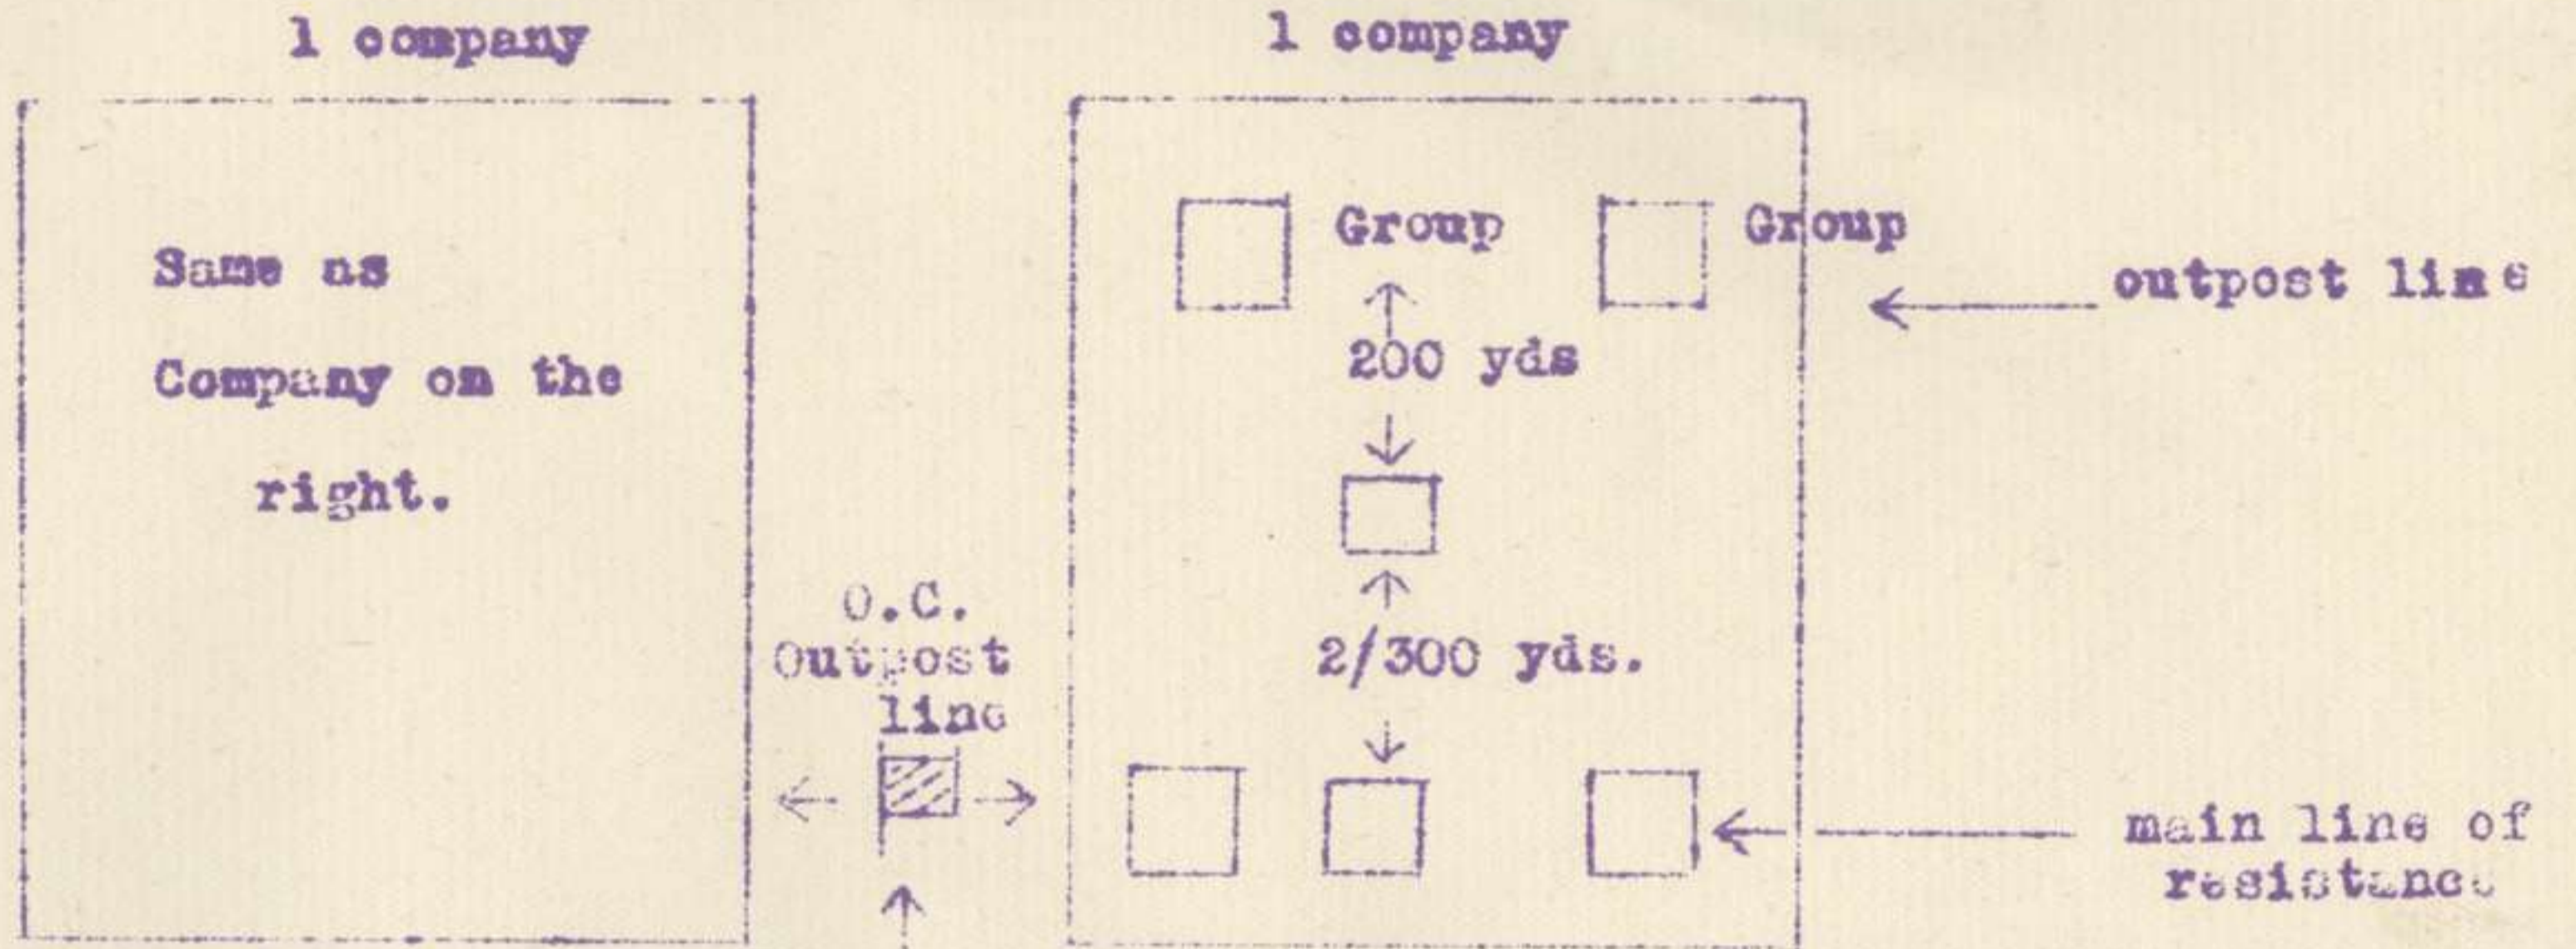 1 company
1 company
Same as
Company on the
right.
Group
Group
outpost line
200 yds
O.C.
Outpost
line
2/300 yds.
main line of
resistance